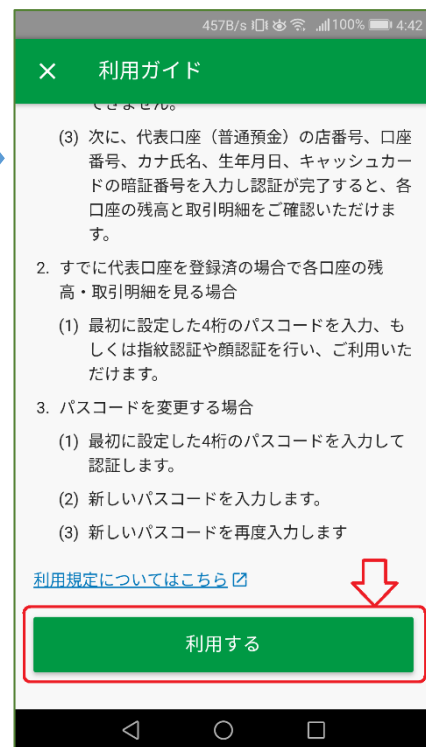 457B/s 100% 4:42
× 利用ガイド
できません。
(3) 次に、代表口座（普通預金）の店番号、口座
番号、カナ氏名、生年月日、キャッシュカー
ドの暗証番号を入力し認証が完了すると、各
口座の残高と取引明細をご確認いただけま
す。
2. すでに代表口座を登録済の場合で各口座の残
高・取引明細を見る場合
(1) 最初に設定した4桁のパスコードを入力、も
しくは指紋認証や顔認証を行い、ご利用いた
だけます。
3. パスコードを変更する場合
(1) 最初に設定した4桁のパスコードを入力して
認証します。
(2) 新しいパスコードを入力します。
(3) 新しいパスコードを再度入力します
利用規定についてはこちら
利用する